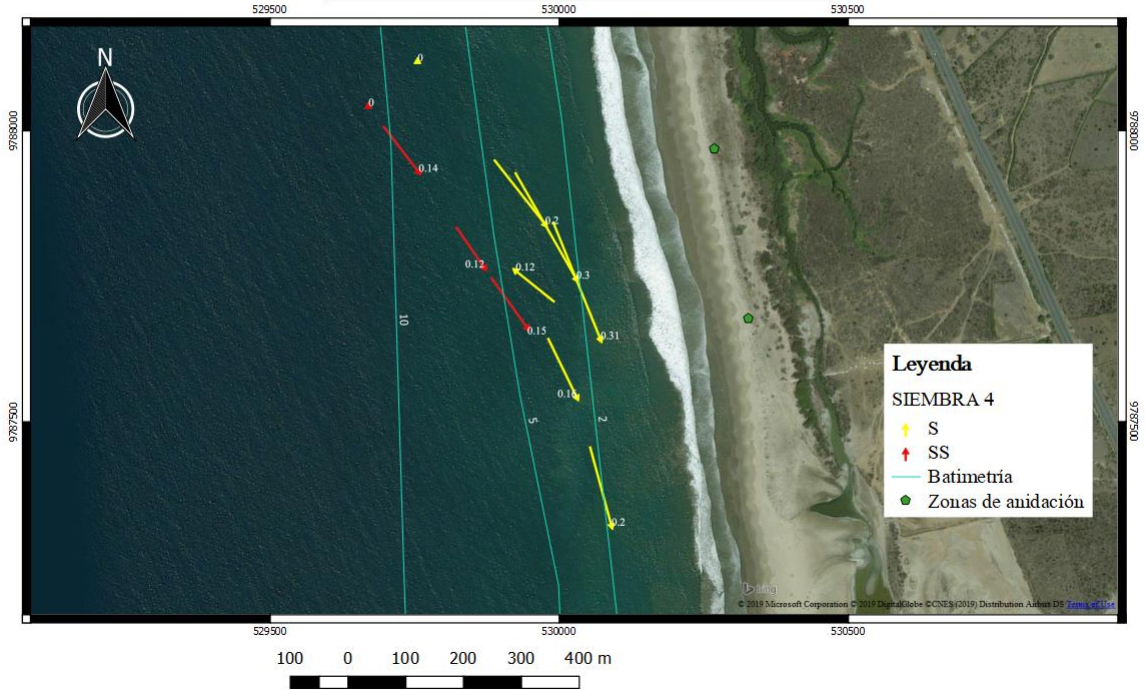 529500
530000
530500
N
9788000
9788000
0
0
0.14
0.2
0.12
0.12
0.3
0.15
0.31
10
0.16
5
2
9787500
9787500
0.2
Leyenda
SIEMBRA 4
S
SS
Batimetría
Zonas de anidación
bing
© 2019 Microsoft Corporation © 2019 DigitalGlobe ©CNES (2019) Distribution Airbus DS Terms of Use
529500
530000
530500
100 0 100 200 300 400 m